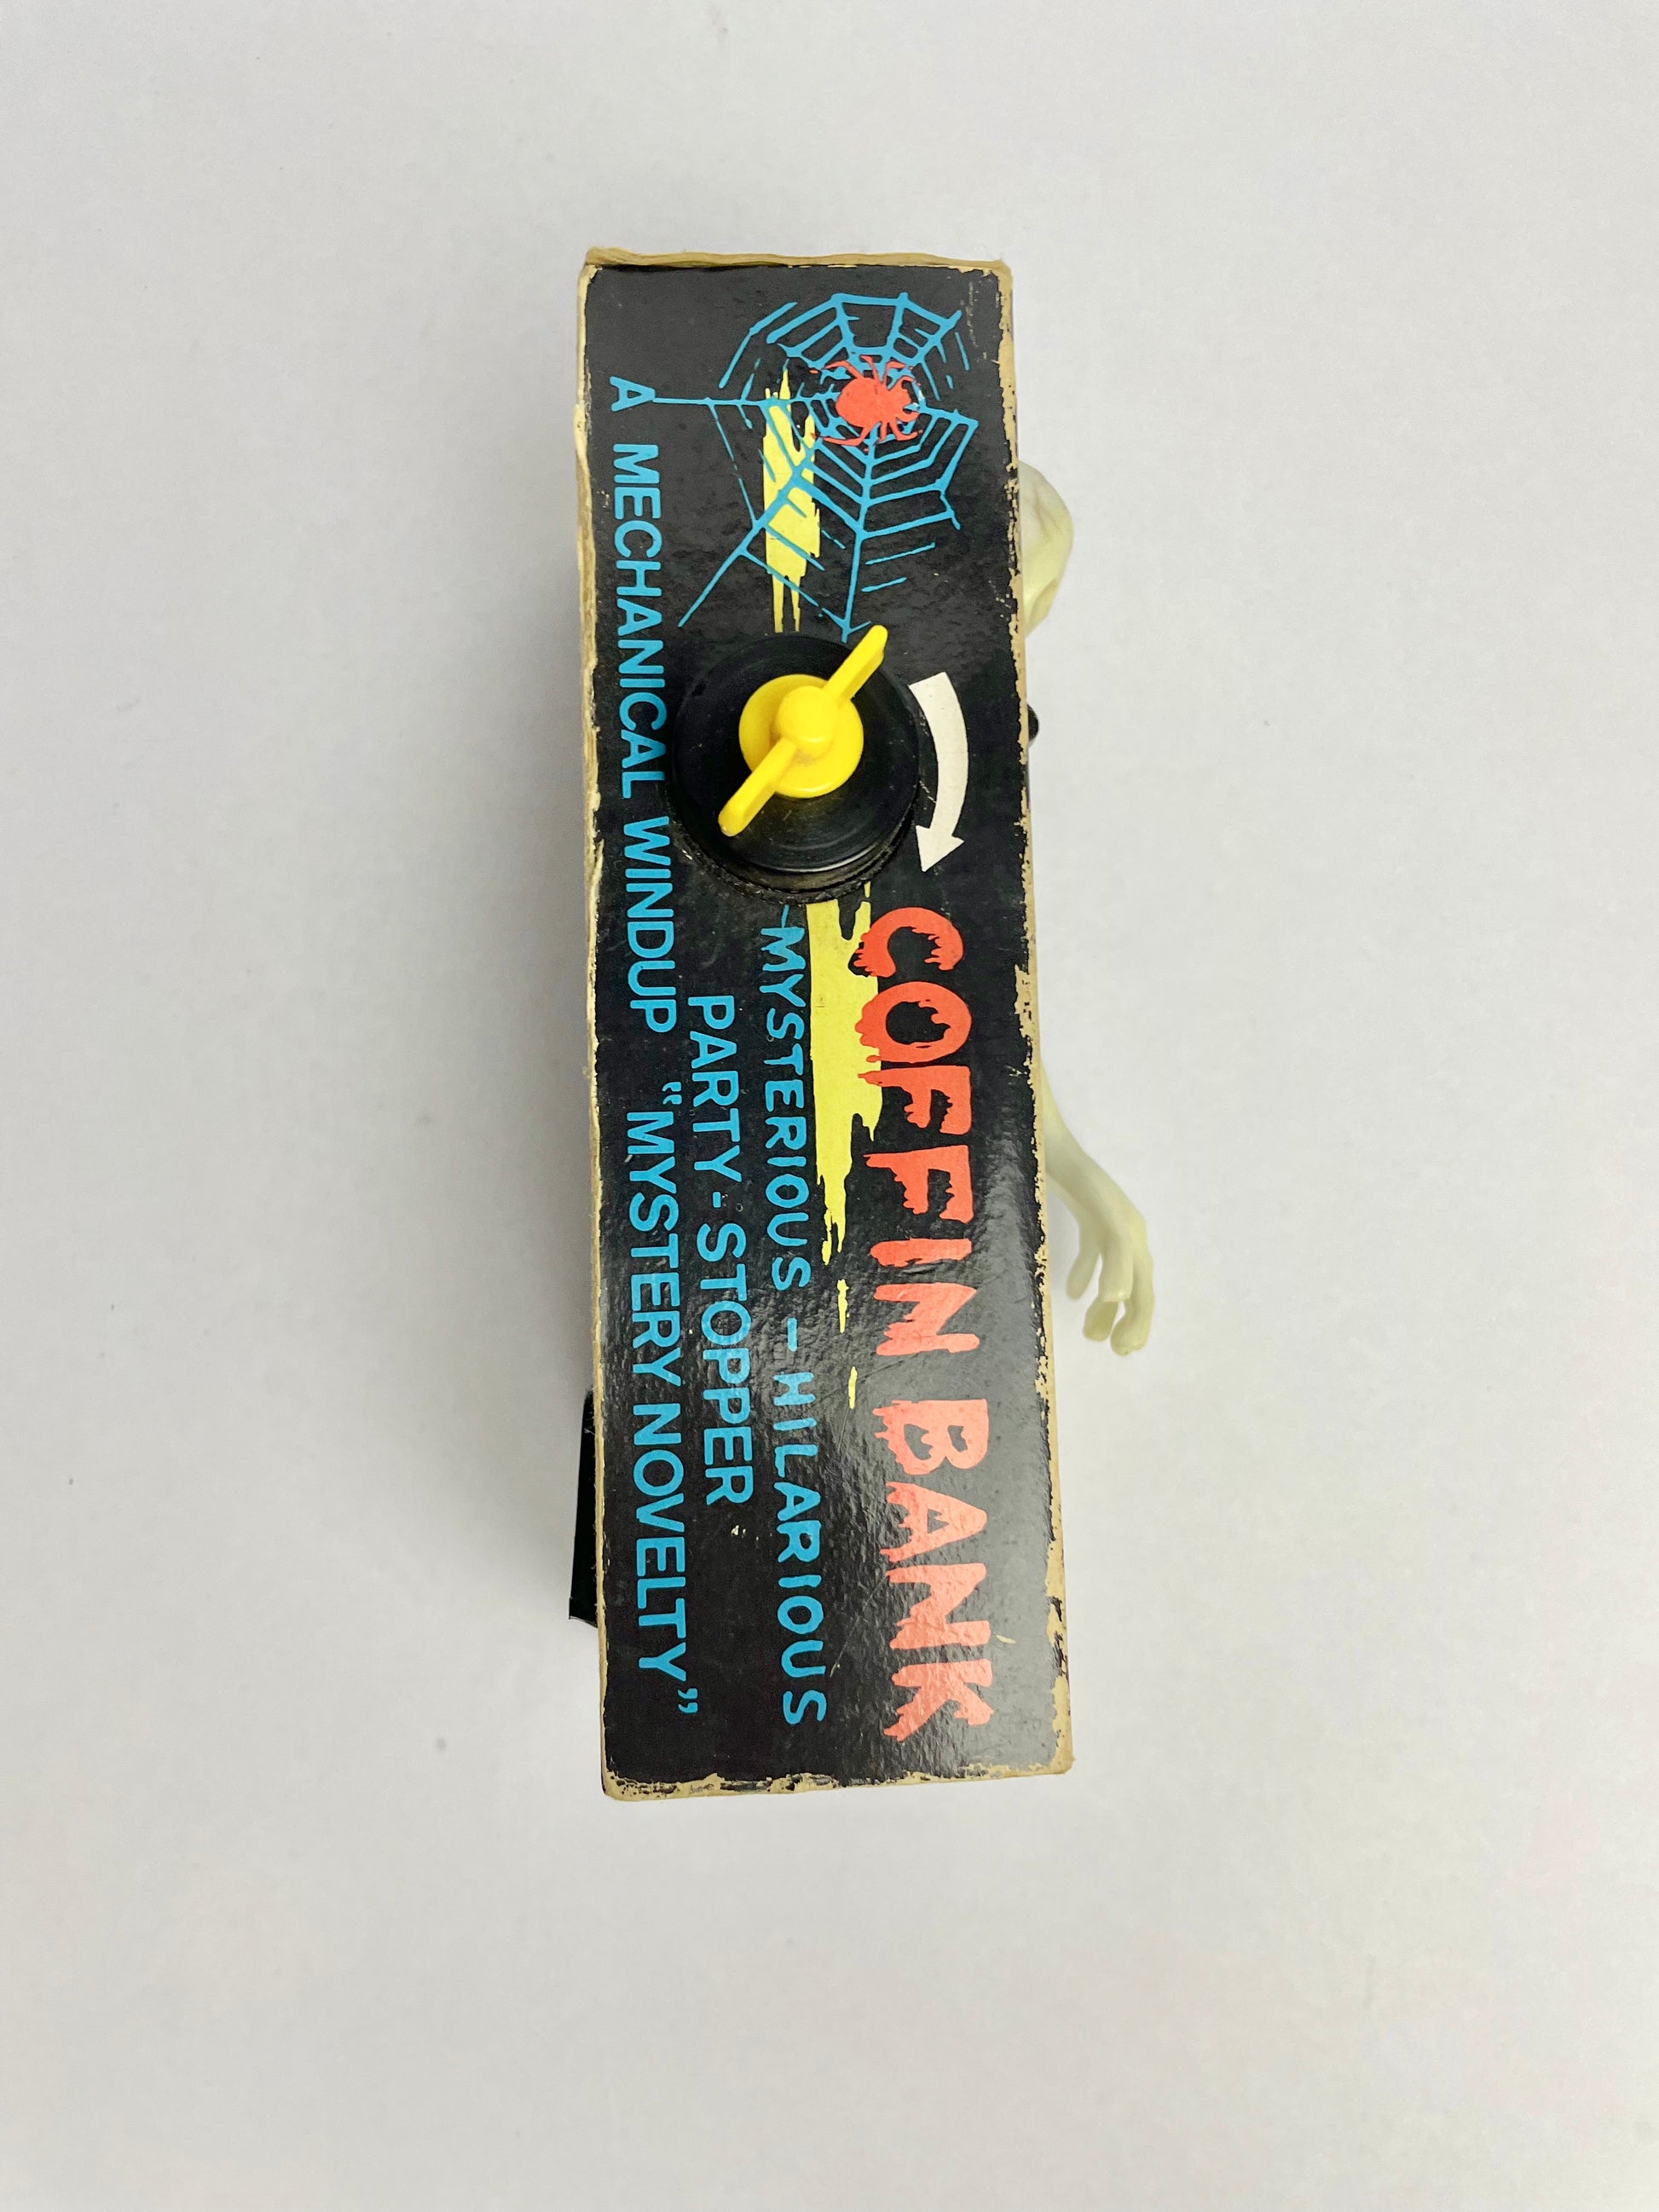 COFFIN BANK
MYSTERIOUS - HILARIOUS
PARTY-STOPPER
A MECHANICAL WINDUP "MYSTERY NOVELTY"